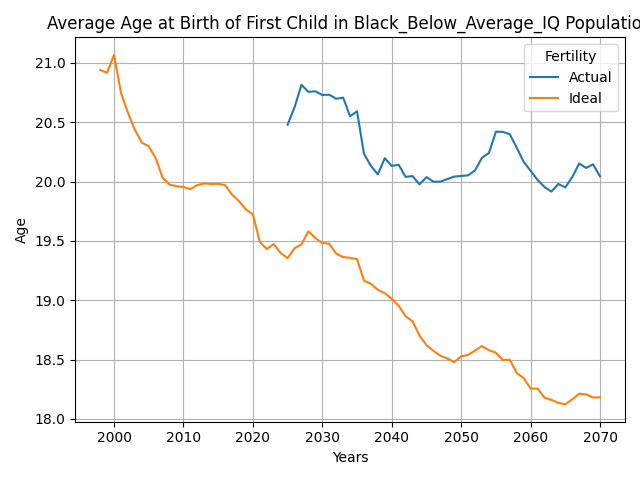 Average Age at Birth of First Child in Black_Below_Average_IQ Populatio
Fertility
Actual
Ideal
21.0
20.5
20.0
19.5
19.0
18.5
18.0
Age
2000 2010 2020 2030 2040 2050 2060 2070
Years